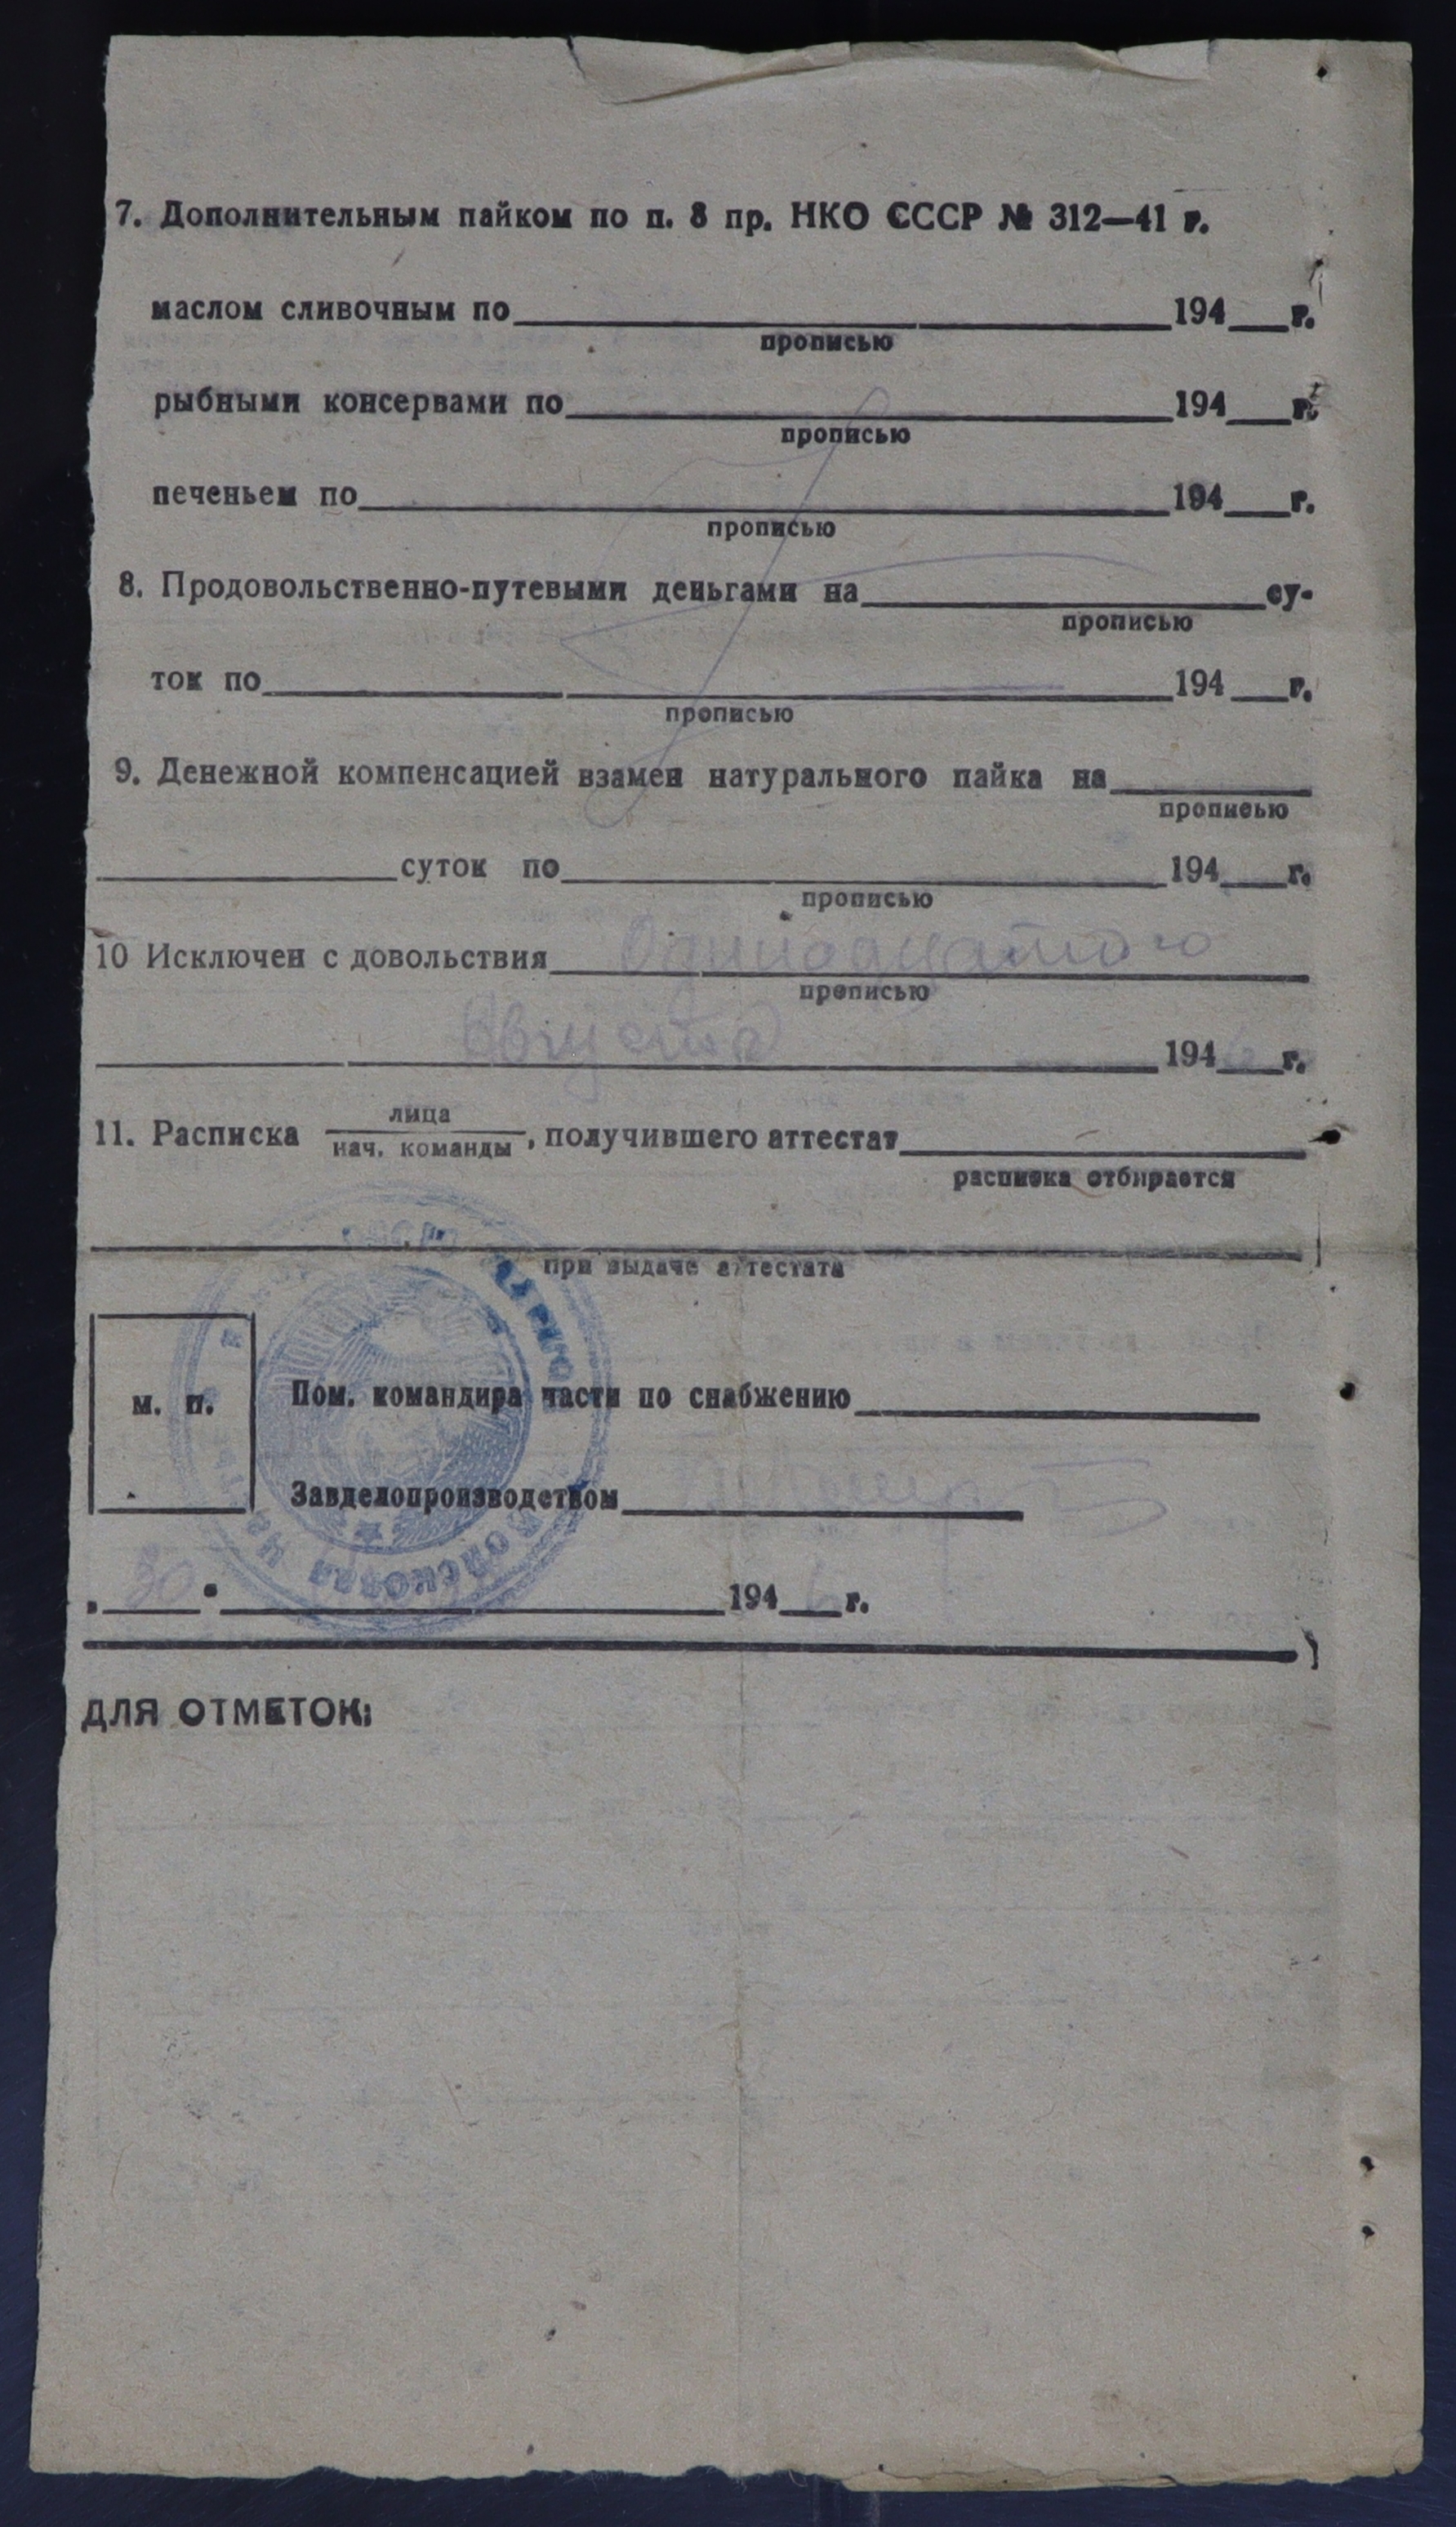 7. Дополнительным пайком по п. 8 пр. НКО СССР № 312—41 г.
маслом сливочным по 194 г.
прописью
рыбными консервами по 194 г.
прописью
печеньем по 194 г.
прописью
8. Продовольственно-путевыми деньгами на су-
прописью
ток по 194 г.
прописью
9. Денежной компенсацией взамен натурального пайка на
прописью
суток по 194 г.
прописью
10 Исключен с довольствия Одинадцатого
прописью
Августа 1946 г.
11. Расписка лица
нач. команды, получившего аттестат
расписка отбирается
при выдаче аттестата
м. п.
Пом. командира части по снабжению
Завделопроизводством
„30" 1946 г.
ВОЙСКОВАЯ
ДЛЯ ОТМЕТОК: